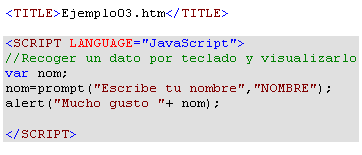 <TITLE>Ejemplo03.htm</TITLE>
<SCRIPT LANGUAGE="JavaScript">
//Recoger un dato por teclado y visualizarlo
var nom;
nom=prompt("Escribe tu nombre","NOMBRE");
alert("Mucho gusto "+ nom);
</SCRIPT>